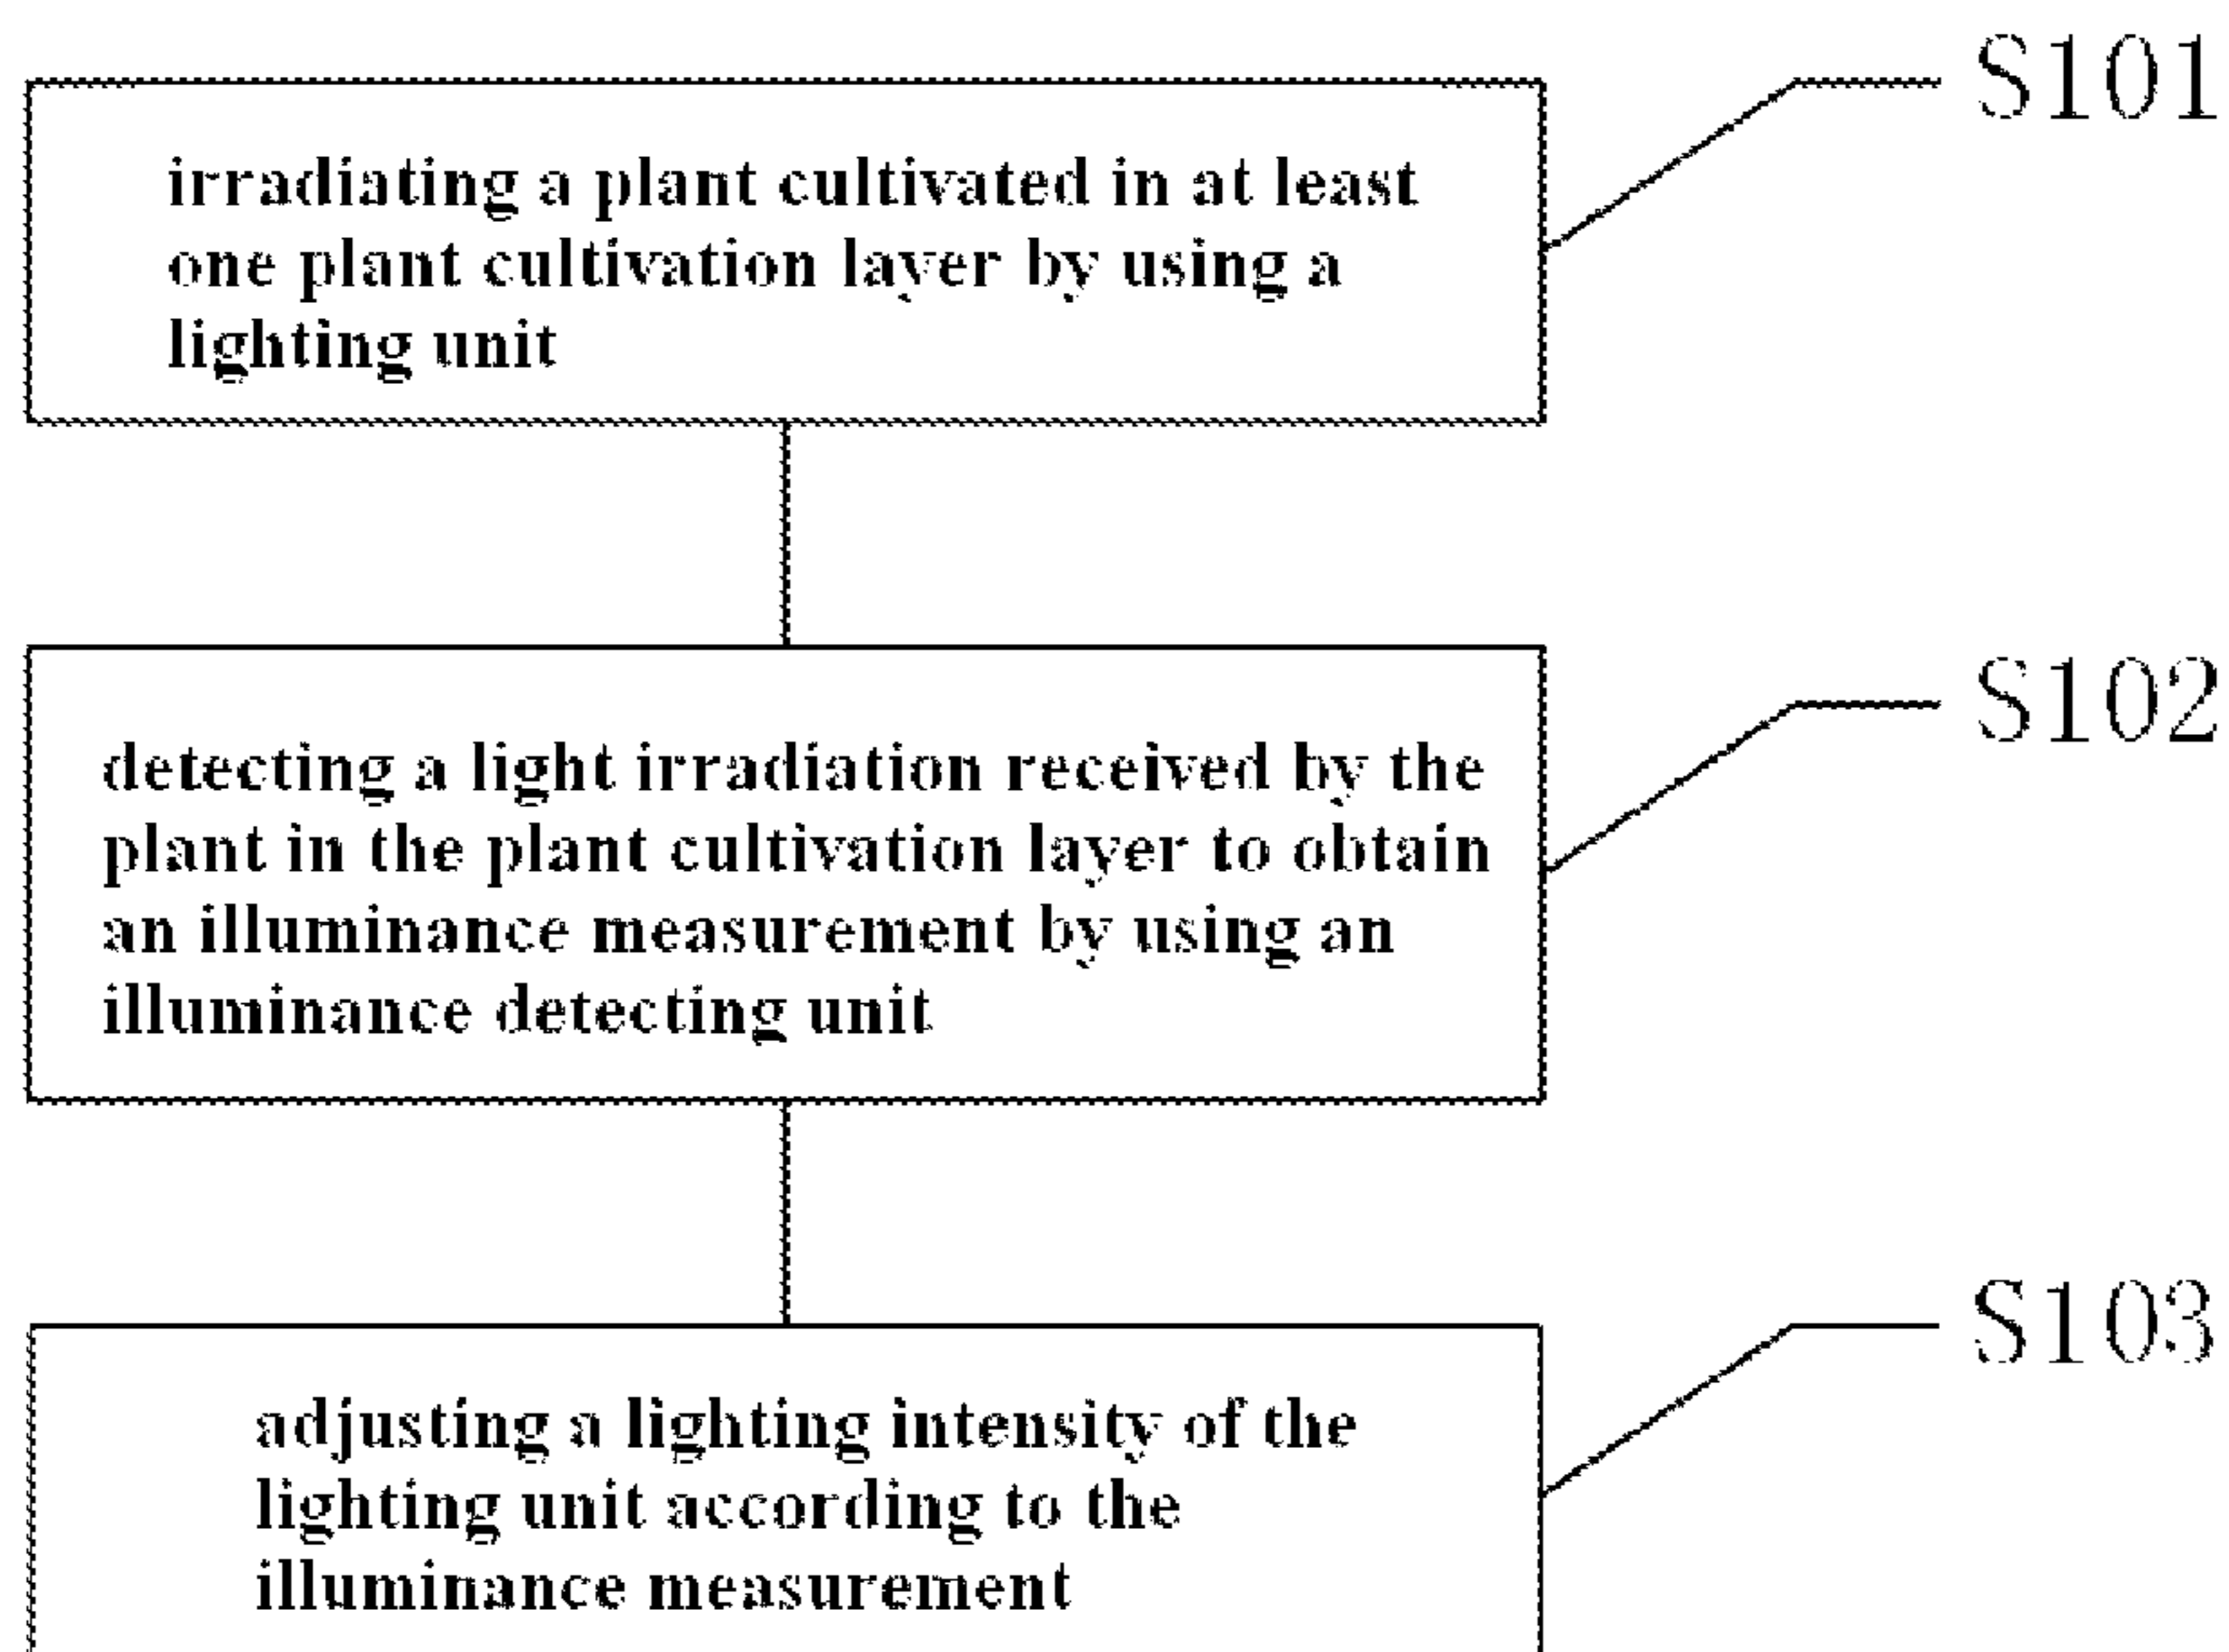 S101
irradiating a plant cultivated in at least
one plant cultivation layer by using a
lighting unit
S102
detecting a light irradiation received by the
plant in the plant cultivation layer to obtain
an illuminance measurement by using an
illuminance detecting unit
S103
adjusting a lighting intensity of the
lighting unit according to the
illuminance measurement